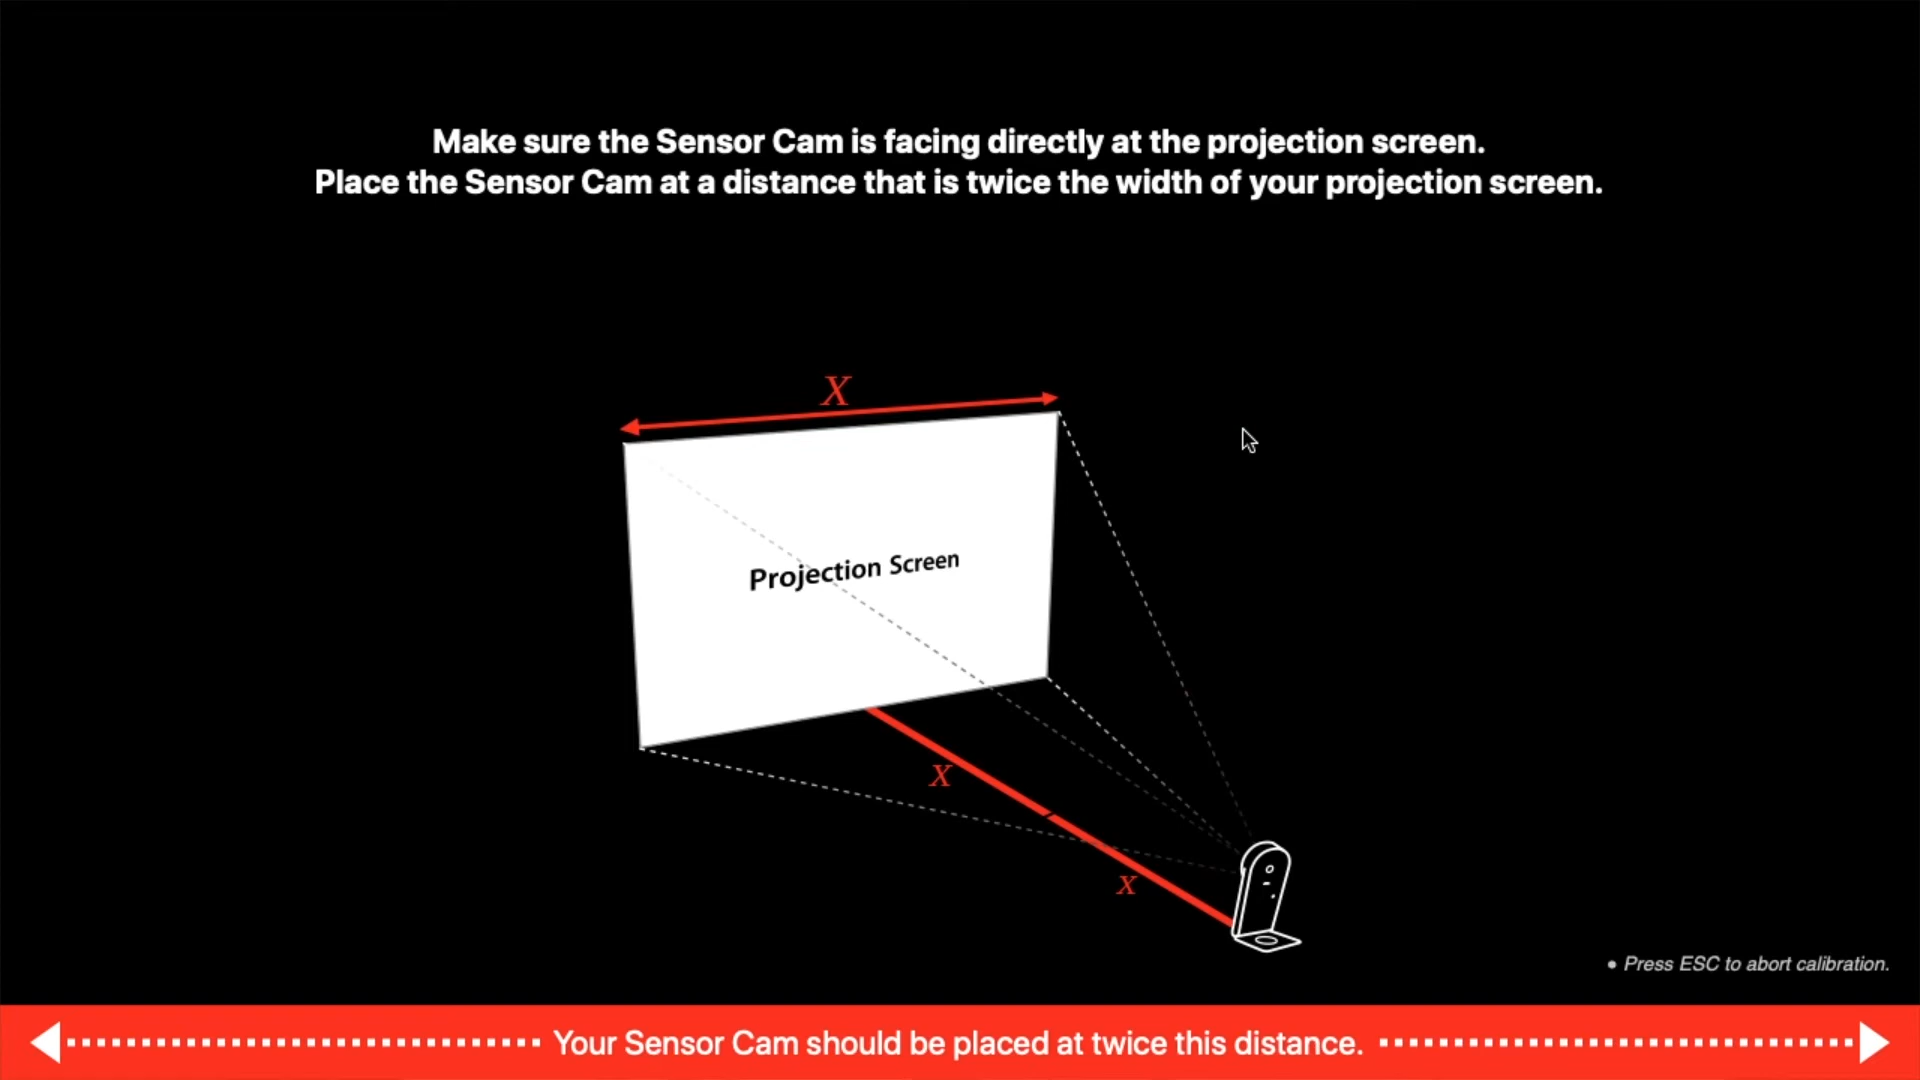 Make sure the Sensor Cam is facing directly at the projection screen.
Place the Sensor Cam at a distance that is twice the width of your projection screen.
X
Projection Screen
X
X
• Press ESC to abort calibration.
Your Sensor Cam should be placed at twice this distance.